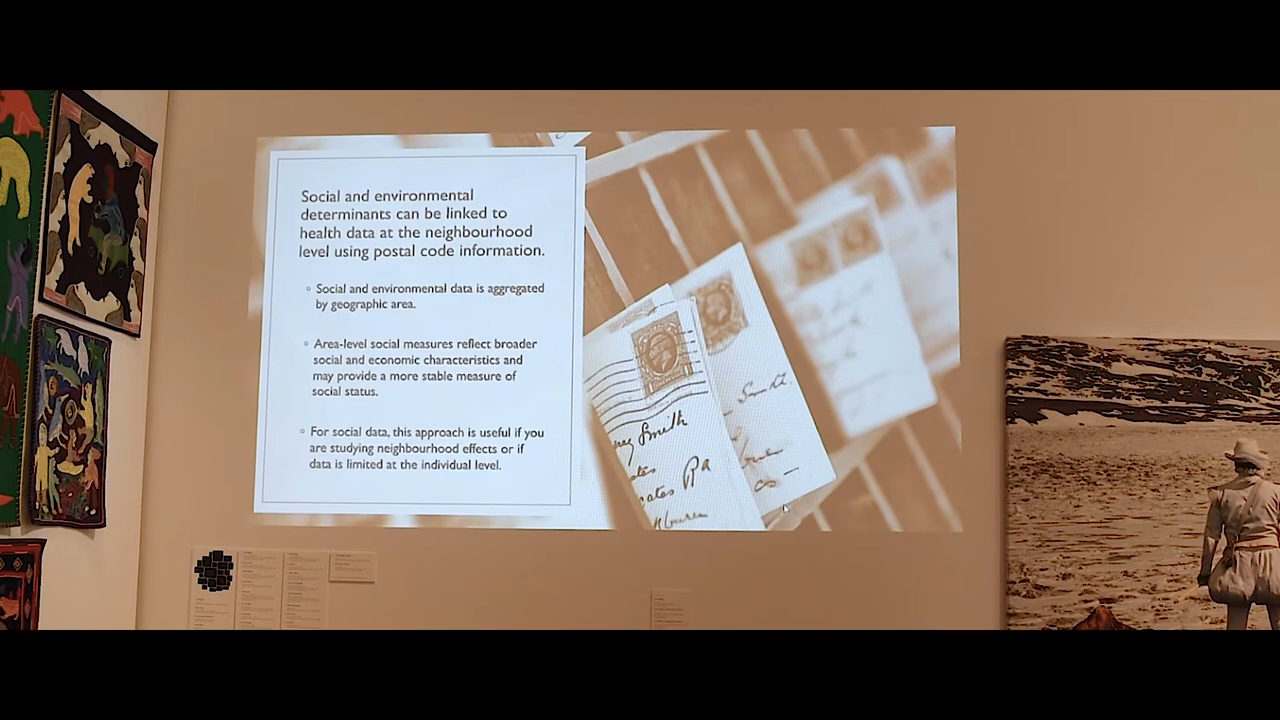 Social and environmental
determinants can be linked to
health data at the neighbourhood
level using postal code information.
Social and environmental data is aggregated
by geographic area.
Area-level social measures reflect broader
social and economic characteristics and
may provide a more stable measure of
social status.
For social data, this approach is useful if you
are studying neighbourhood effects or if
data is limited at the individual level.
Smith
Smith.